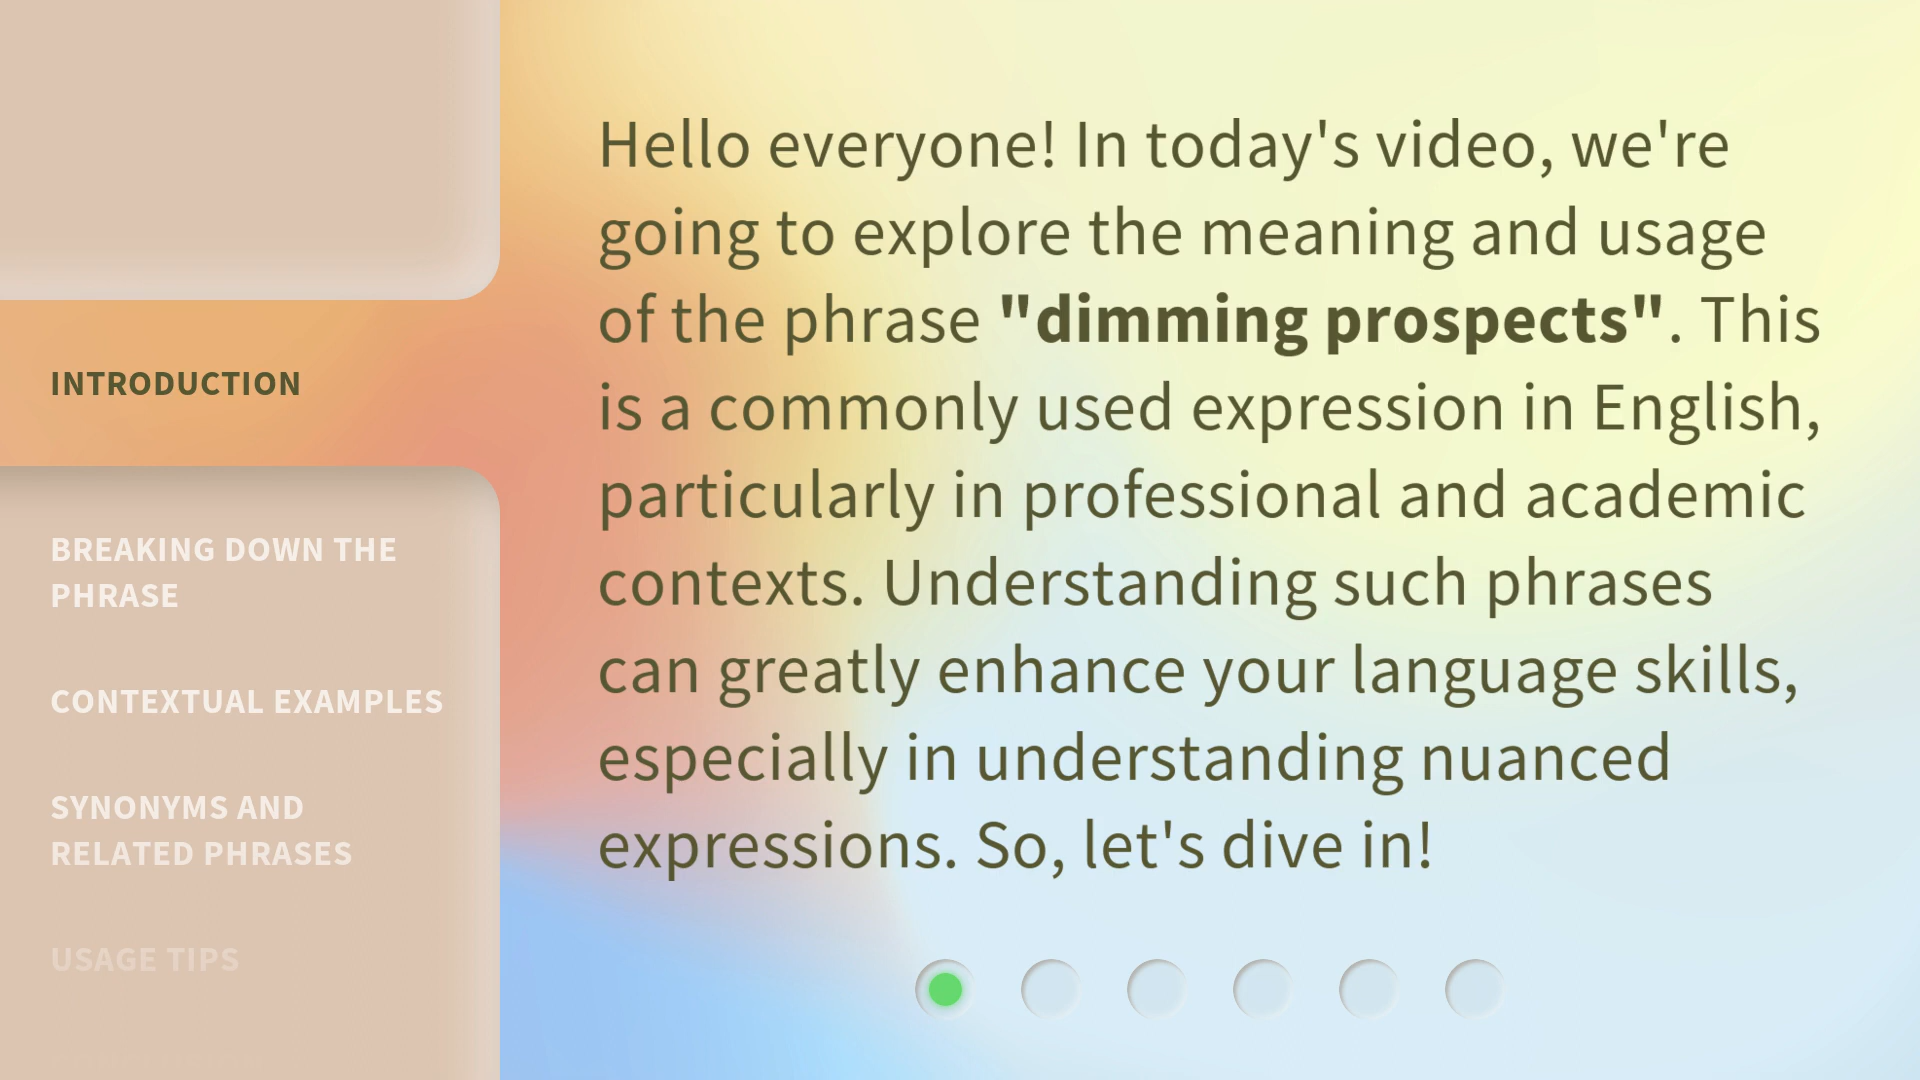 INTRODUCTION
BREAKING DOWN THE
PHRASE
CONTEXTUAL EXAMPLES
SYNONYMS AND
RELATED PHRASES
USAGE TIPS
Hello everyone! In today's video, we're
going to explore the meaning and usage
of the phrase "dimming prospects". This
is a commonly used expression in English,
particularly in professional and academic
contexts. Understanding such phrases
can greatly enhance your language skills,
especially in understanding nuanced
expressions. So, let's dive in!